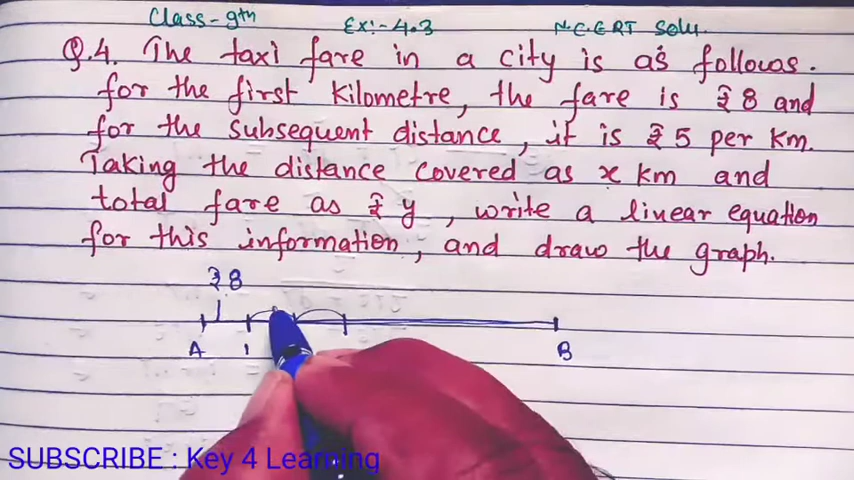 Class-9th Ex:-4.3 N.C.E.R.T Solu.
Q.4. The taxi fare in a city is as follows.
for the first Kilometre, the fare is ₹8 and
for the subsequent distance, it is ₹5 per Km.
Taking the distance covered as x Km and
total fare as ₹y, write a linear equation
for this information, and draw the graph.
₹8
A 1 B
SUBSCRIBE : Key 4 Learning